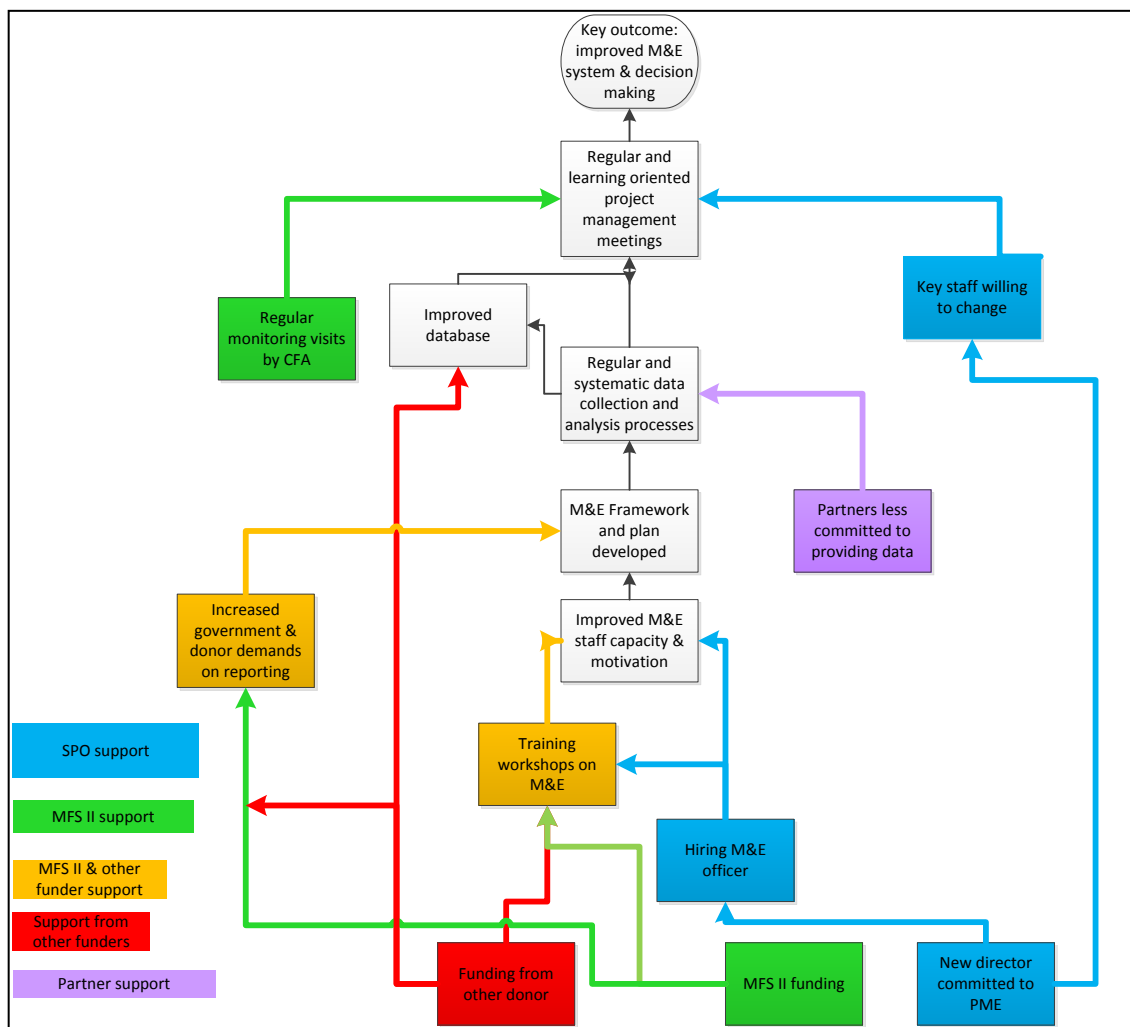 Key outcome:
improved M&E
system & decision
making
Regular and
learning oriented
project
management
meetings
Key staff willing
to change
Regular
monitoring visits
by CFA
Improved
database
Regular and
systematic data
collection and
analysis processes
M&E Framework
and plan
developed
Partners less
committed to
providing data
Increased
government &
donor demands
on reporting
Improved M&E
staff capacity &
motivation
SPO support
Training
workshops on
M&E
MFS II support
Hiring M&E
officer
MFS II & other
funder support
Support from
other funders
Partner support
Funding from
other donor
MFS II funding
New director
committed to
PME